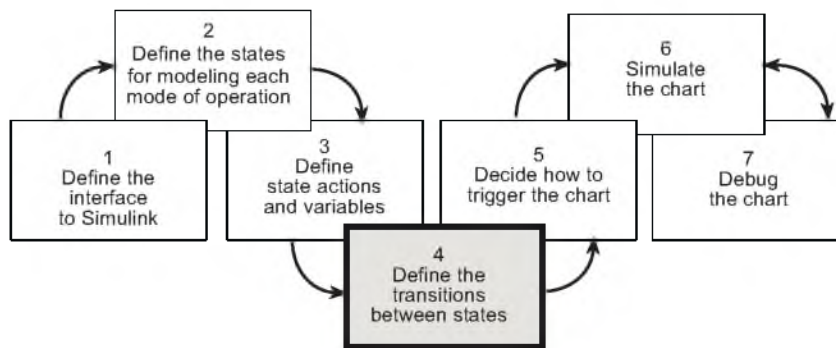 1
Define the
interface
to Simulink
2
Define the states
for modeling each
mode of operation
3
Define
state actions
and variables
4
Define the
transitions
between states
5
Decide how to
trigger the chart
6
Simulate
the chart
7
Debug
the chart